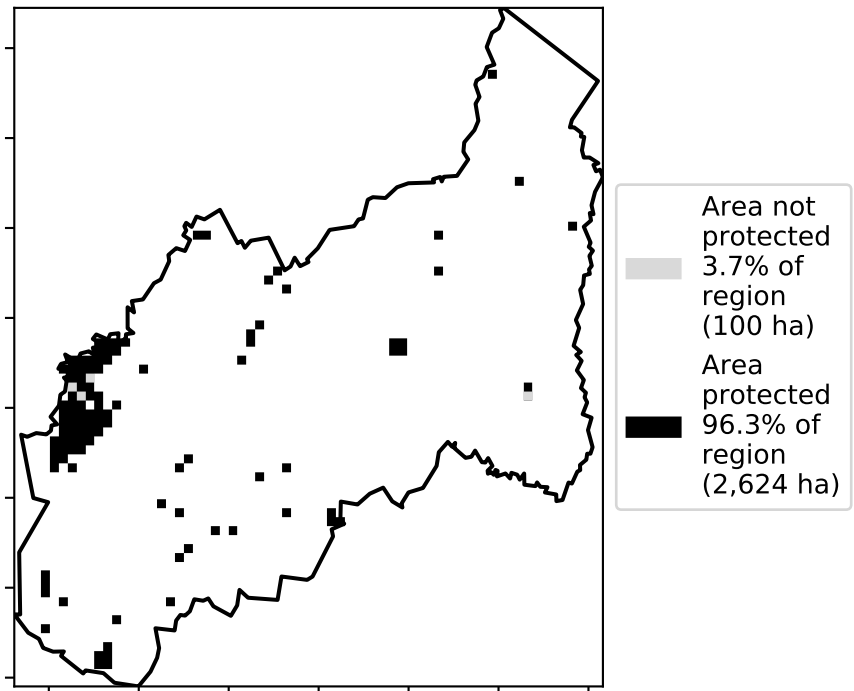 Area not
protected
3.7% of
region
(100 ha)
Area
protected
96.3% of
region
(2,624 ha)